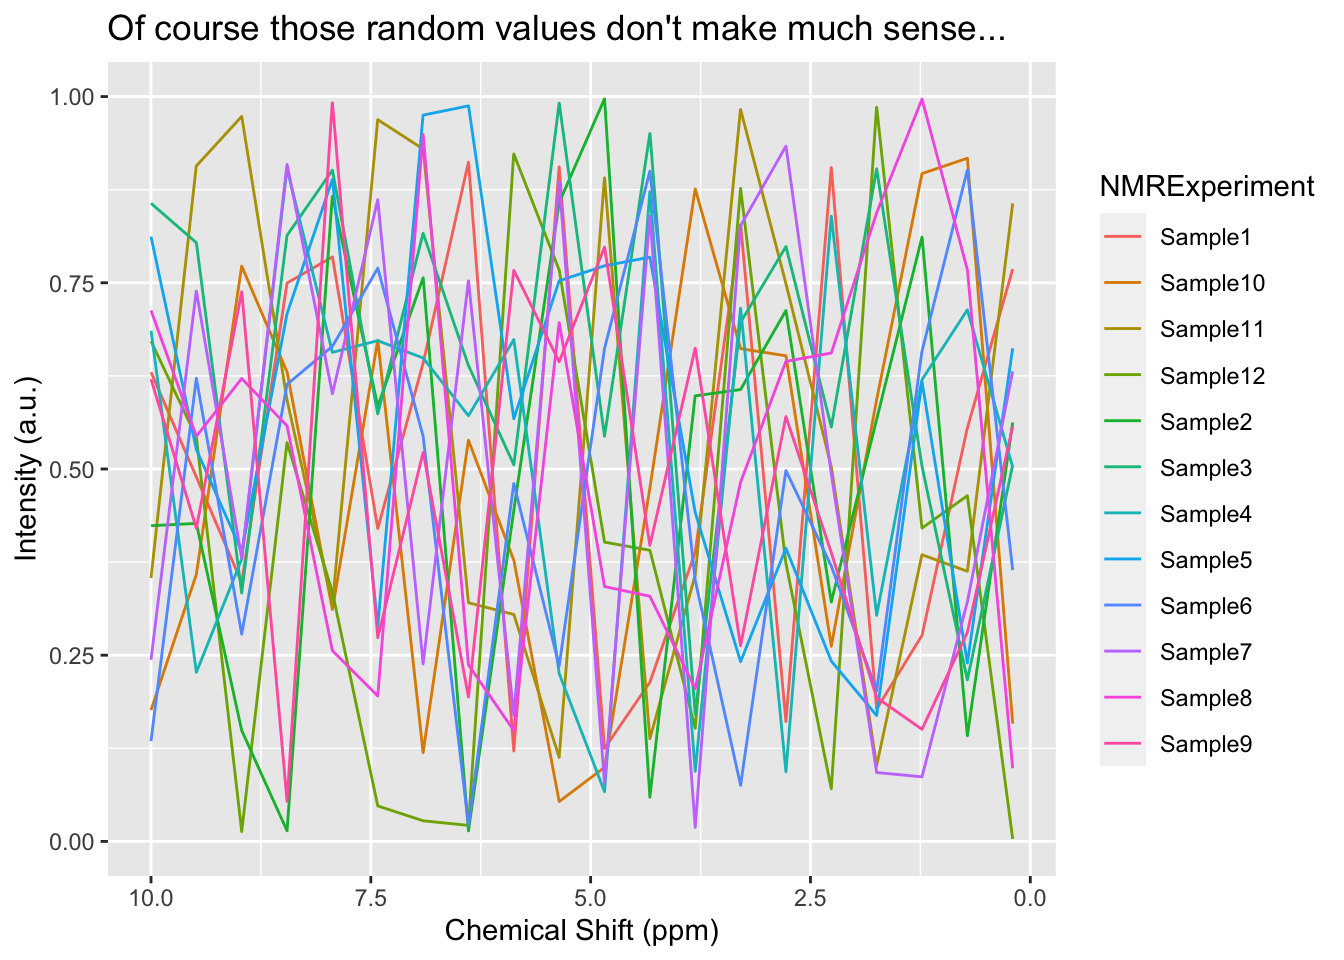 Of course those random values don't make much sense...
1.00
0.75
0.50
0.25
0.00
Intensity (a.u.)
10.0
7.5
5.0
2.5
0.0
Chemical Shift (ppm)
NMRExperiment
Sample1
Sample10
Sample11
Sample12
Sample2
Sample3
Sample4
Sample5
Sample6
Sample7
Sample8
Sample9